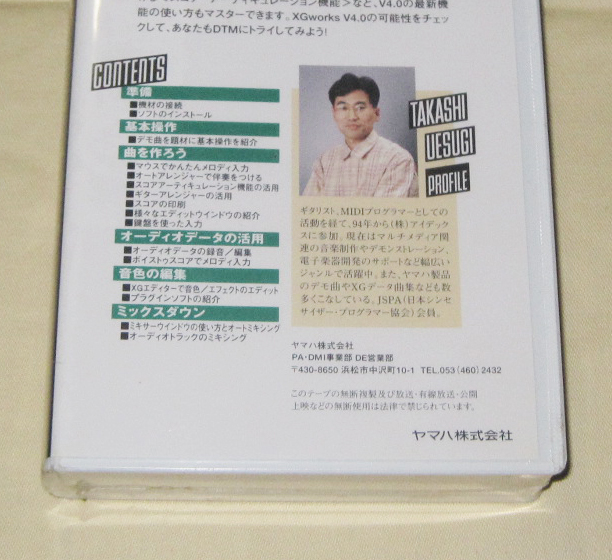 ーティキュレーション機能>など、V4.0の最新機
能の使い方もマスターできます。XGworks V4.0の可能性をチェッ
クして、あなたもDTMにトライしてみよう!
CONTENTS
準備
■機材の接続
■ソフトのインストール
基本操作
■デモ曲を題材に基本操作を紹介
曲を作ろう
■マウスでかんたんメロディ入力
■オートアレンジャーで伴奏をつける
■スコアアーティキュレーション機能の活用
■ギターアレンジャーの活用
■スコアの印刷
■様々なエディットウインドウの紹介
■鍵盤を使った入力
オーディオデータの活用
■オーディオデータの録音/編集
■ボイストゥスコアでメロディ入力
音色の編集
■XGエディターで音色/エフェクトのエディット
■プラグインソフトの紹介
ミックスダウン
■ミキサーウインドウの使い方とオートミキシング
■オーディオトラックのミキシング
TAKASHI
UESUGI
PROFILE
ギタリスト、MIDIプログラマーとしての
活動を経て、94年から(株)アイデック
スに参加。現在はマルチメディア関
連の音楽制作やデモンストレーション、
電子楽器開発のサポートなど幅広い
ジャンルで活躍中。また、ヤマハ製品
のデモ曲やXGデータ曲集なども数
多くこなしている。JSPA(日本シンセ
サイザー・プログラマー協会)会員。
ヤマハ株式会社
PA・DMI事業部 DE営業部
〒430-8650 浜松市中沢町10-1 TEL.053(460)2432
このテープの無断複製及び放送・有線放送・公開
上映などの無断使用は法律で禁じられています。
ヤマハ株式会社